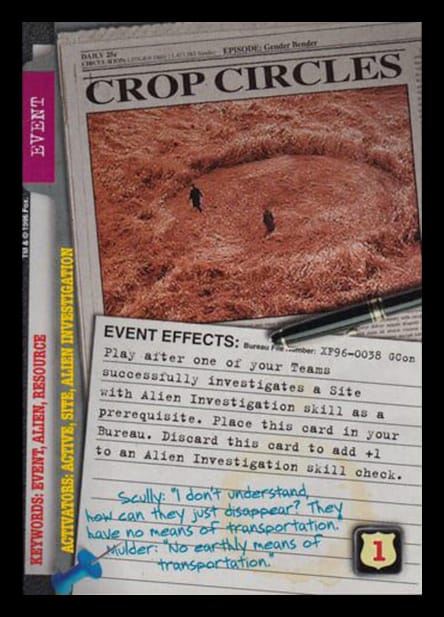 DAILY 25¢
EPISODE: Gender Bender
CROP CIRCLES
EVENT
TM & © 1996 Fox.
KEYWORDS: EVENT, ALIEN, RESOURCE
ACTIVATORS: ACTIVE, SITE, ALIEN INVESTIGATION
EVENT EFFECTS: Bureau File Number: XF96-0038 GCon
Play after one of your Teams
successfully investigates a Site
with Alien Investigation skill as a
prerequisite. Place this card in your
Bureau. Discard this card to add +1
to an Alien Investigation skill check.
Scully: "I don't understand,
how can they just disappear? They
have no means of transportation."
Mulder: "No earthly means of
transportation."
1